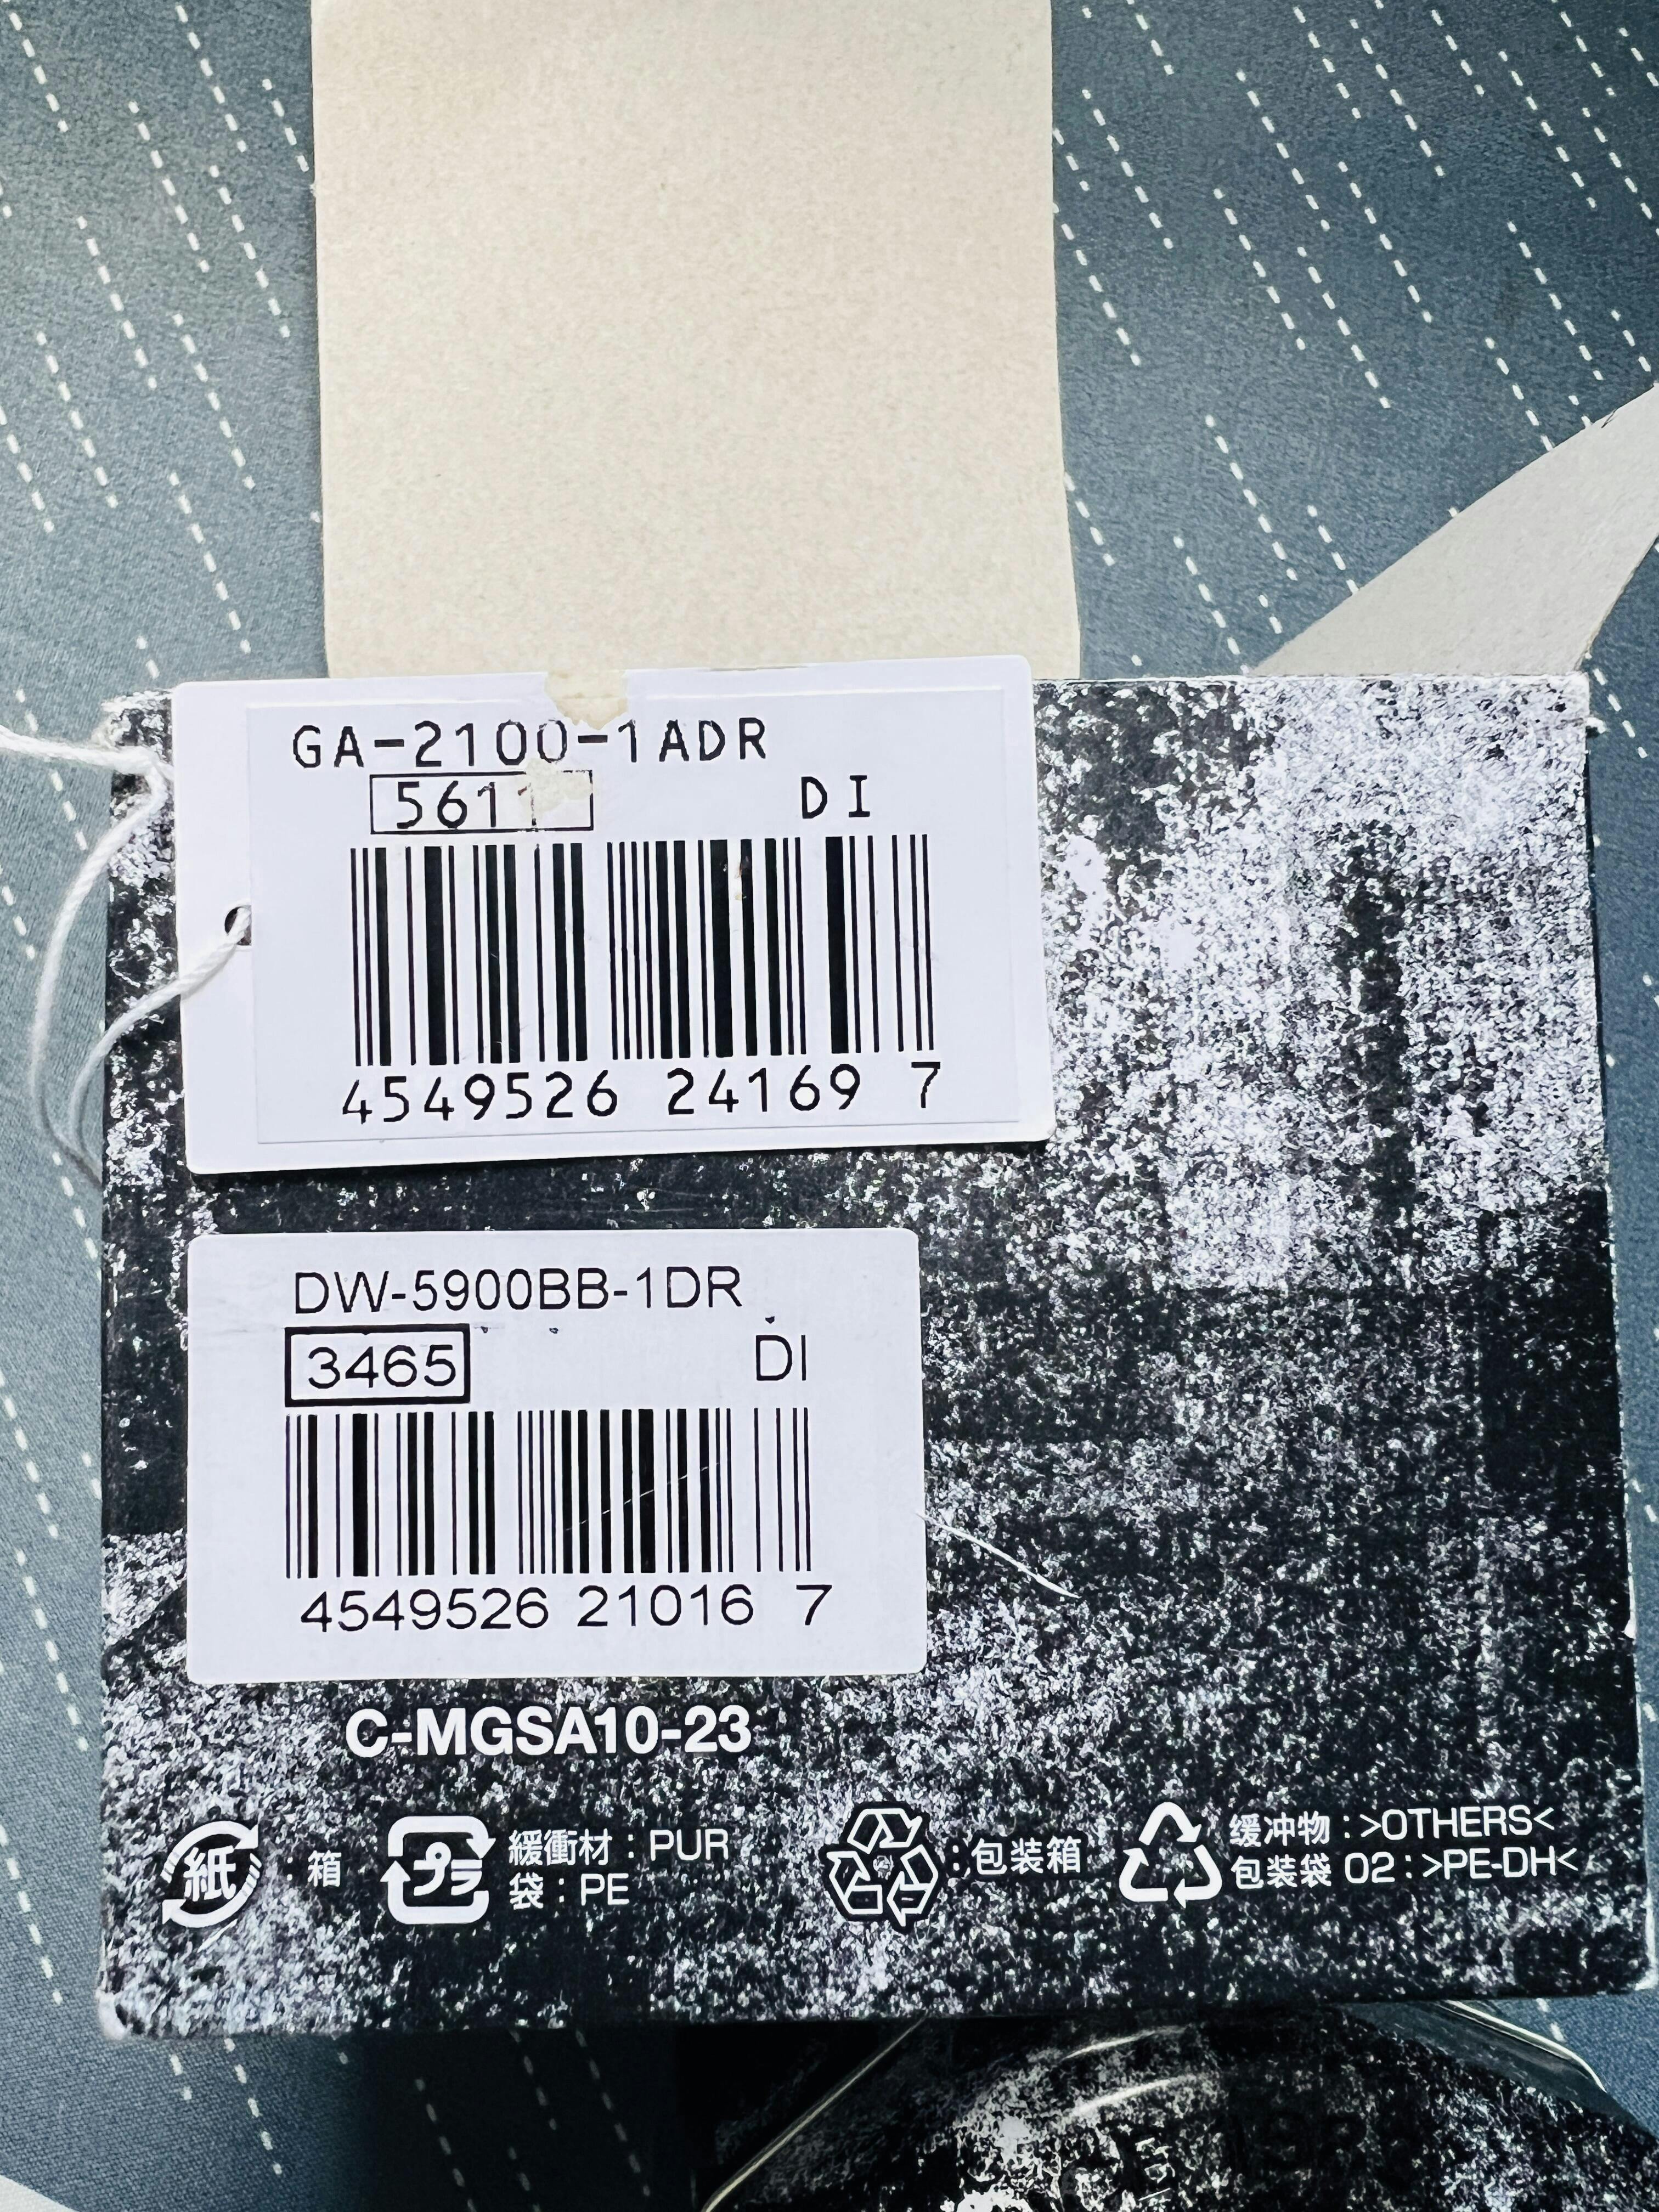 GA-2100-1ADR
5611
DI
4549526 24169 7
DW-5900BB-1DR
3465
DI
4549526 21016 7
C-MGSA10-23
紙 : 箱
プラ 緩衝材 : PUR
袋 : PE
: 包装箱
缓冲物 : >OTHERS<
包装袋 02 : >PE-DH<